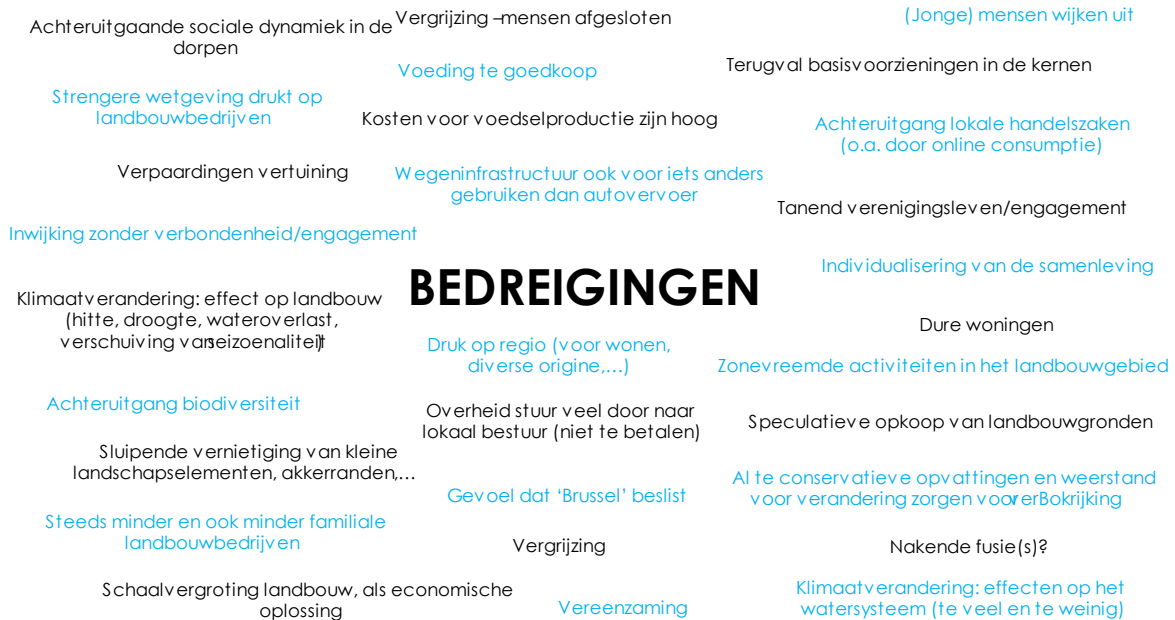 Achteruitgaande sociale dynamiek in de
dorpen
Vergrijzing –mensen afgesloten
(Jonge) mensen wijken uit
Voeding te goedkoop
Terugval basisvoorzieningen in de kernen
Strengere wetgeving drukt op
landbouwbedrijven
Kosten voor voedselproductie zijn hoog
Achteruitgang lokale handelszaken
(o.a. door online consumptie)
Verpaardingen vertuining
Wegeninfrastructuur ook voor iets anders
gebruiken dan autovervoer
Tanend verenigingsleven/engagement
Inwijking zonder verbondenheid/engagement
Individualisering van de samenleving
BEDREIGINGEN
Klimaatverandering: effect op landbouw
(hitte, droogte, wateroverlast,
verschuiving van seizoenaliteit)
Dure woningen
Druk op regio (voor wonen,
diverse origine,…)
Zonevreemde activiteiten in het landbouwgebied
Achteruitgang biodiversiteit
Overheid stuur veel door naar
lokaal bestuur (niet te betalen)
Speculatieve opkoop van landbouwgronden
Sluipende vernietiging van kleine
landschapselementen, akkerranden,…
Al te conservatieve opvattingen en weerstand
voor verandering zorgen voor verBokrijking
Gevoel dat ‘Brussel’ beslist
Steeds minder en ook minder familiale
landbouwbedrijven
Vergrijzing
Nakende fusie(s)?
Schaalvergroting landbouw, als economische
oplossing
Vereenzaming
Klimaatverandering: effecten op het
watersysteem (te veel en te weinig)